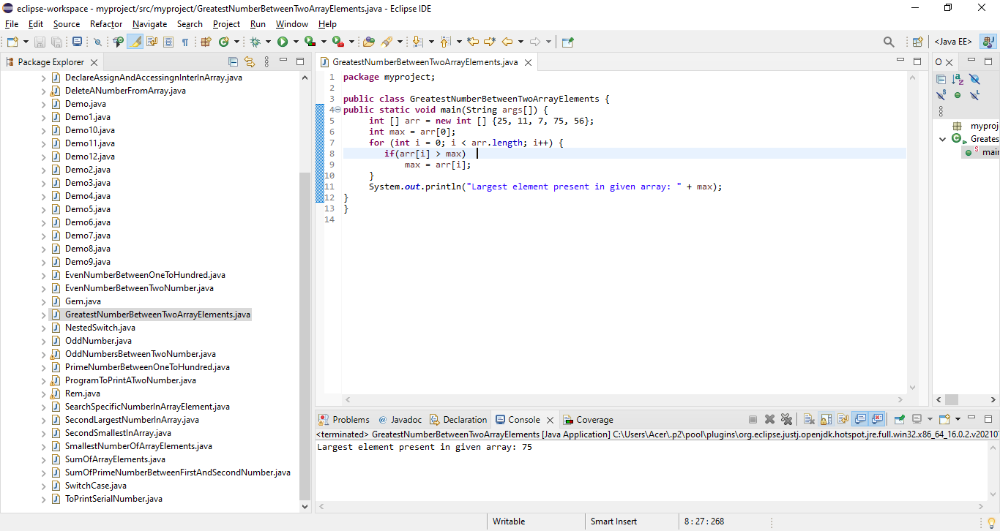 eclipse-workspace - myproject/src/myproject/GreatestNumberBetweenTwoArrayElements.java - Eclipse IDE
File Edit Source Refactor Navigate Search Project Run Window Help
<Java EE>
Package Explorer
DeclareAssignAndAccessingnInterInArray.java
DeleteANumberFromArray.java
Demo.java
Demo1.java
Demo10.java
Demo11.java
Demo12.java
Demo2.java
Demo3.java
Demo4.java
Demo5.java
Demo6.java
Demo7.java
Demo8.java
Demo9.java
EvenNumberBetweenOneToHundred.java
EvenNumberBetweenTwoNumber.java
Gem.java
GreatestNumberBetweenTwoArrayElements.java
NestedSwitch.java
OddNumber.java
OddNumbersBetweenTwoNumber.java
PrimeNumberBetweenOneToHundred.java
ProgramToPrintATwoNumber.java
Rem.java
SearchSpecificNumberInArrayElement.java
SecondLargestNumberInArray.java
SecondSmallestInArray.java
SmallestNumberOfArrayElements.java
SumOfArrayElements.java
SumOfPrimeNumberBetweenFirstAndSecondNumber.java
SwitchCase.java
ToPrintSerialNumber.java
GreatestNumberBetweenTwoArrayElements.java
1 package myproject;
2
3 public class GreatestNumberBetweenTwoArrayElements {
4 public static void main(String args[]) {
5 int [] arr = new int [] {25, 11, 7, 75, 56};
6 int max = arr[0];
7 for (int i = 0; i < arr.length; i++) {
8 if(arr[i] > max)
9 max = arr[i];
10 }
11 System.out.println("Largest element present in given array: " + max);
12 }
13 }
14
O
myproj
Greates
main
Problems @ Javadoc Declaration Console Coverage
<terminated> GreatestNumberBetweenTwoArrayElements [Java Application] C:\Users\Acer\.p2\pool\plugins\org.eclipse.justj.openjdk.hotspot.jre.full.win32.x86_64_16.0.2.v20210
Largest element present in given array: 75
Writable Smart Insert 8 : 27 : 268